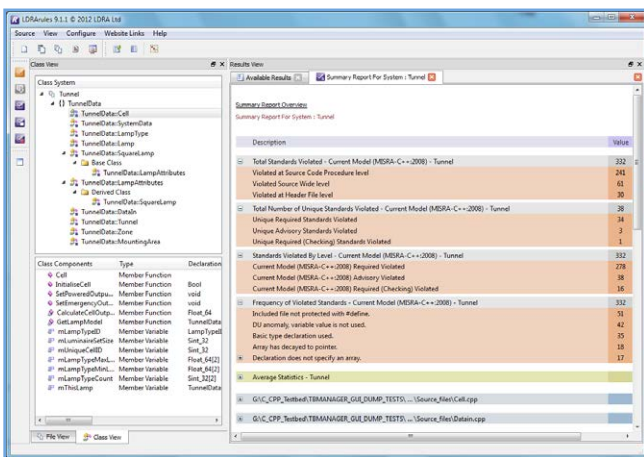 LDRArules 9.1.1 © 2012 LDRA Ltd
Source View Configure Website Links Help
Class View
Class System
Tunnel
{} TunnelData
TunnelData::Cell
TunnelData::SystemData
TunnelData::LampType
TunnelData::Lamp
TunnelData::SquareLamp
Base Class
TunnelData::LampAttributes
TunnelData::LampAttributes
Derived Class
TunnelData::SquareLamp
TunnelData::DataIn
TunnelData::Tunnel
TunnelData::Zone
TunnelData::MountingArea
Class Components Type Declaration
Cell Member Function
InitialiseCell Member Function Bool
SetPoweredOutpu... Member Function void
SetEmergencyOut... Member Function void
CalculateCellOutp... Member Function Float_64
GetLampModel Member Function TunnelData
mLampTypeID Member Variable LampTypeI
mLuminaireSetSize Member Variable Sint_32
mUniqueCellID Member Variable Sint_32
mLampTypeMaxL... Member Variable Float_64[2]
mLampTypeMinL... Member Variable Float_64[2]
mLampTypeCount Member Variable Sint_32[2]
mThisLamp Member Variable TunnelData
File View Class View
Results View
Available Results Summary Report For System : Tunnel
Summary Report Overview
Summary Report For System : Tunnel
Description Value
Total Standards Violated - Current Model (MISRA-C++:2008) - Tunnel 332
Violated at Source Code Procedure level 241
Violated Source Wide level 61
Violated at Header File level 30
Total Number of Unique Standards Violated - Current Model (MISRA-C++:2008) - Tunnel 38
Unique Required Standards Violated 34
Unique Advisory Standards Violated 3
Unique Required (Checking) Standards Violated 1
Standards Violated By Level - Current Model (MISRA-C++:2008) - Tunnel 332
Current Model (MISRA-C++:2008) Required Violated 278
Current Model (MISRA-C++:2008) Advisory Violated 38
Current Model (MISRA-C++:2008) Required (Checking) Violated 16
Frequency of Violated Standards - Current Model (MISRA-C++:2008) - Tunnel 332
Included file not protected with #define. 51
DU anomaly, variable value is not used. 42
Basic type declaration used. 35
Array has decayed to pointer. 18
Declaration does not specify an array. 17
Average Statistics - Tunnel
G:\C_CPP_Testbed\TBMANAGER_GUI_DUMP_TESTS\ ... \Source_files\Cell.cpp
G:\C_CPP_Testbed\TBMANAGER_GUI_DUMP_TESTS\ ... \Source_files\Datain.cpp